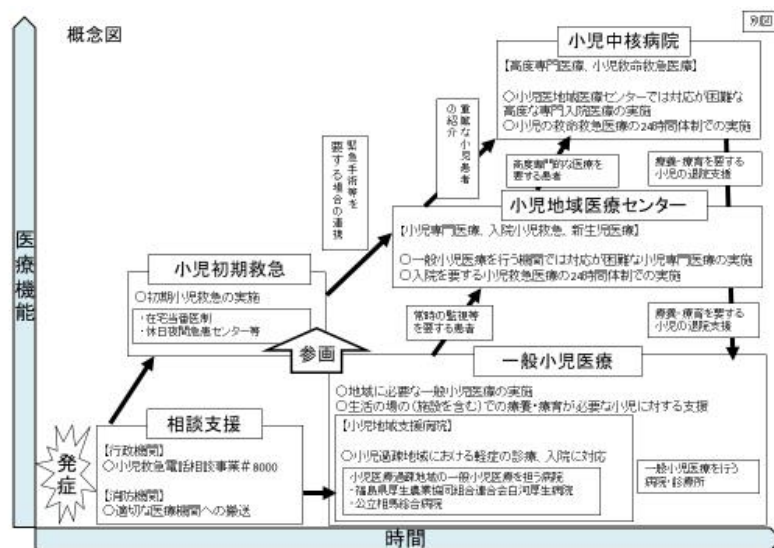 別図
概念図
小児中核病院
【高度専門医療、小児救命救急医療】
○小児医地域医療センターでは対応が困難な
高度な専門入院医療の実施
○小児の救命救急医療の24時間体制での実施
重篤な小児患者
の紹介
緊急手術等を
要する場合の連携
高度専門的な医療を
要する患者
療養・療育を要する
小児の退院支援
小児地域医療センター
【小児専門医療、入院小児救急、新生児医療】
○一般小児医療を行う機関では対応が困難な小児専門医療の実施
○入院を要する小児救急医療の24時間体制での実施
医療機能
小児初期救急
○初期小児救急の実施
・在宅当番医制
・休日夜間急患センター等
参画
常時の監視等
を要する患者
療養・療育を要する
小児の退院支援
一般小児医療
○地域に必要な一般小児医療の実施
○生活の場の(施設を含む)での療養・療育が必要な小児に対する支援
【小児地域支援病院】
○小児過疎地域における軽症の診療、入院に対応
小児医療過疎地域の一般小児医療を担う病院
・福島県厚生農業協同組合連合会白河厚生病院
・公立相馬総合病院
一般小児医療を行う
病院・診療所
相談支援
【行政機関】
○小児救急電話相談事業#8000
【消防機関】
○適切な医療機関への搬送
発症
時間